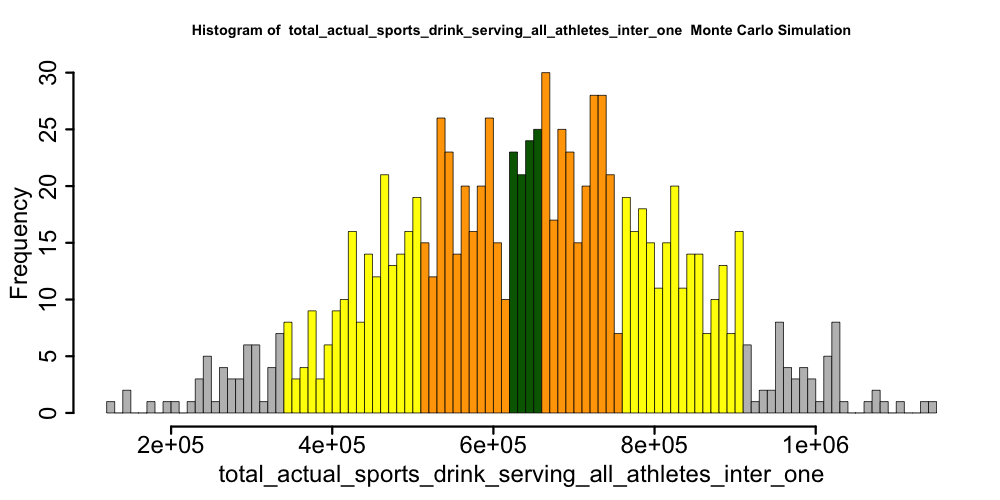 Histogram of total_actual_sports_drink_serving_all_athletes_inter_one Monte Carlo Simulation
Frequency
30
25
20
15
10
5
0
2e+05 4e+05 6e+05 8e+05 1e+06
total_actual_sports_drink_serving_all_athletes_inter_one